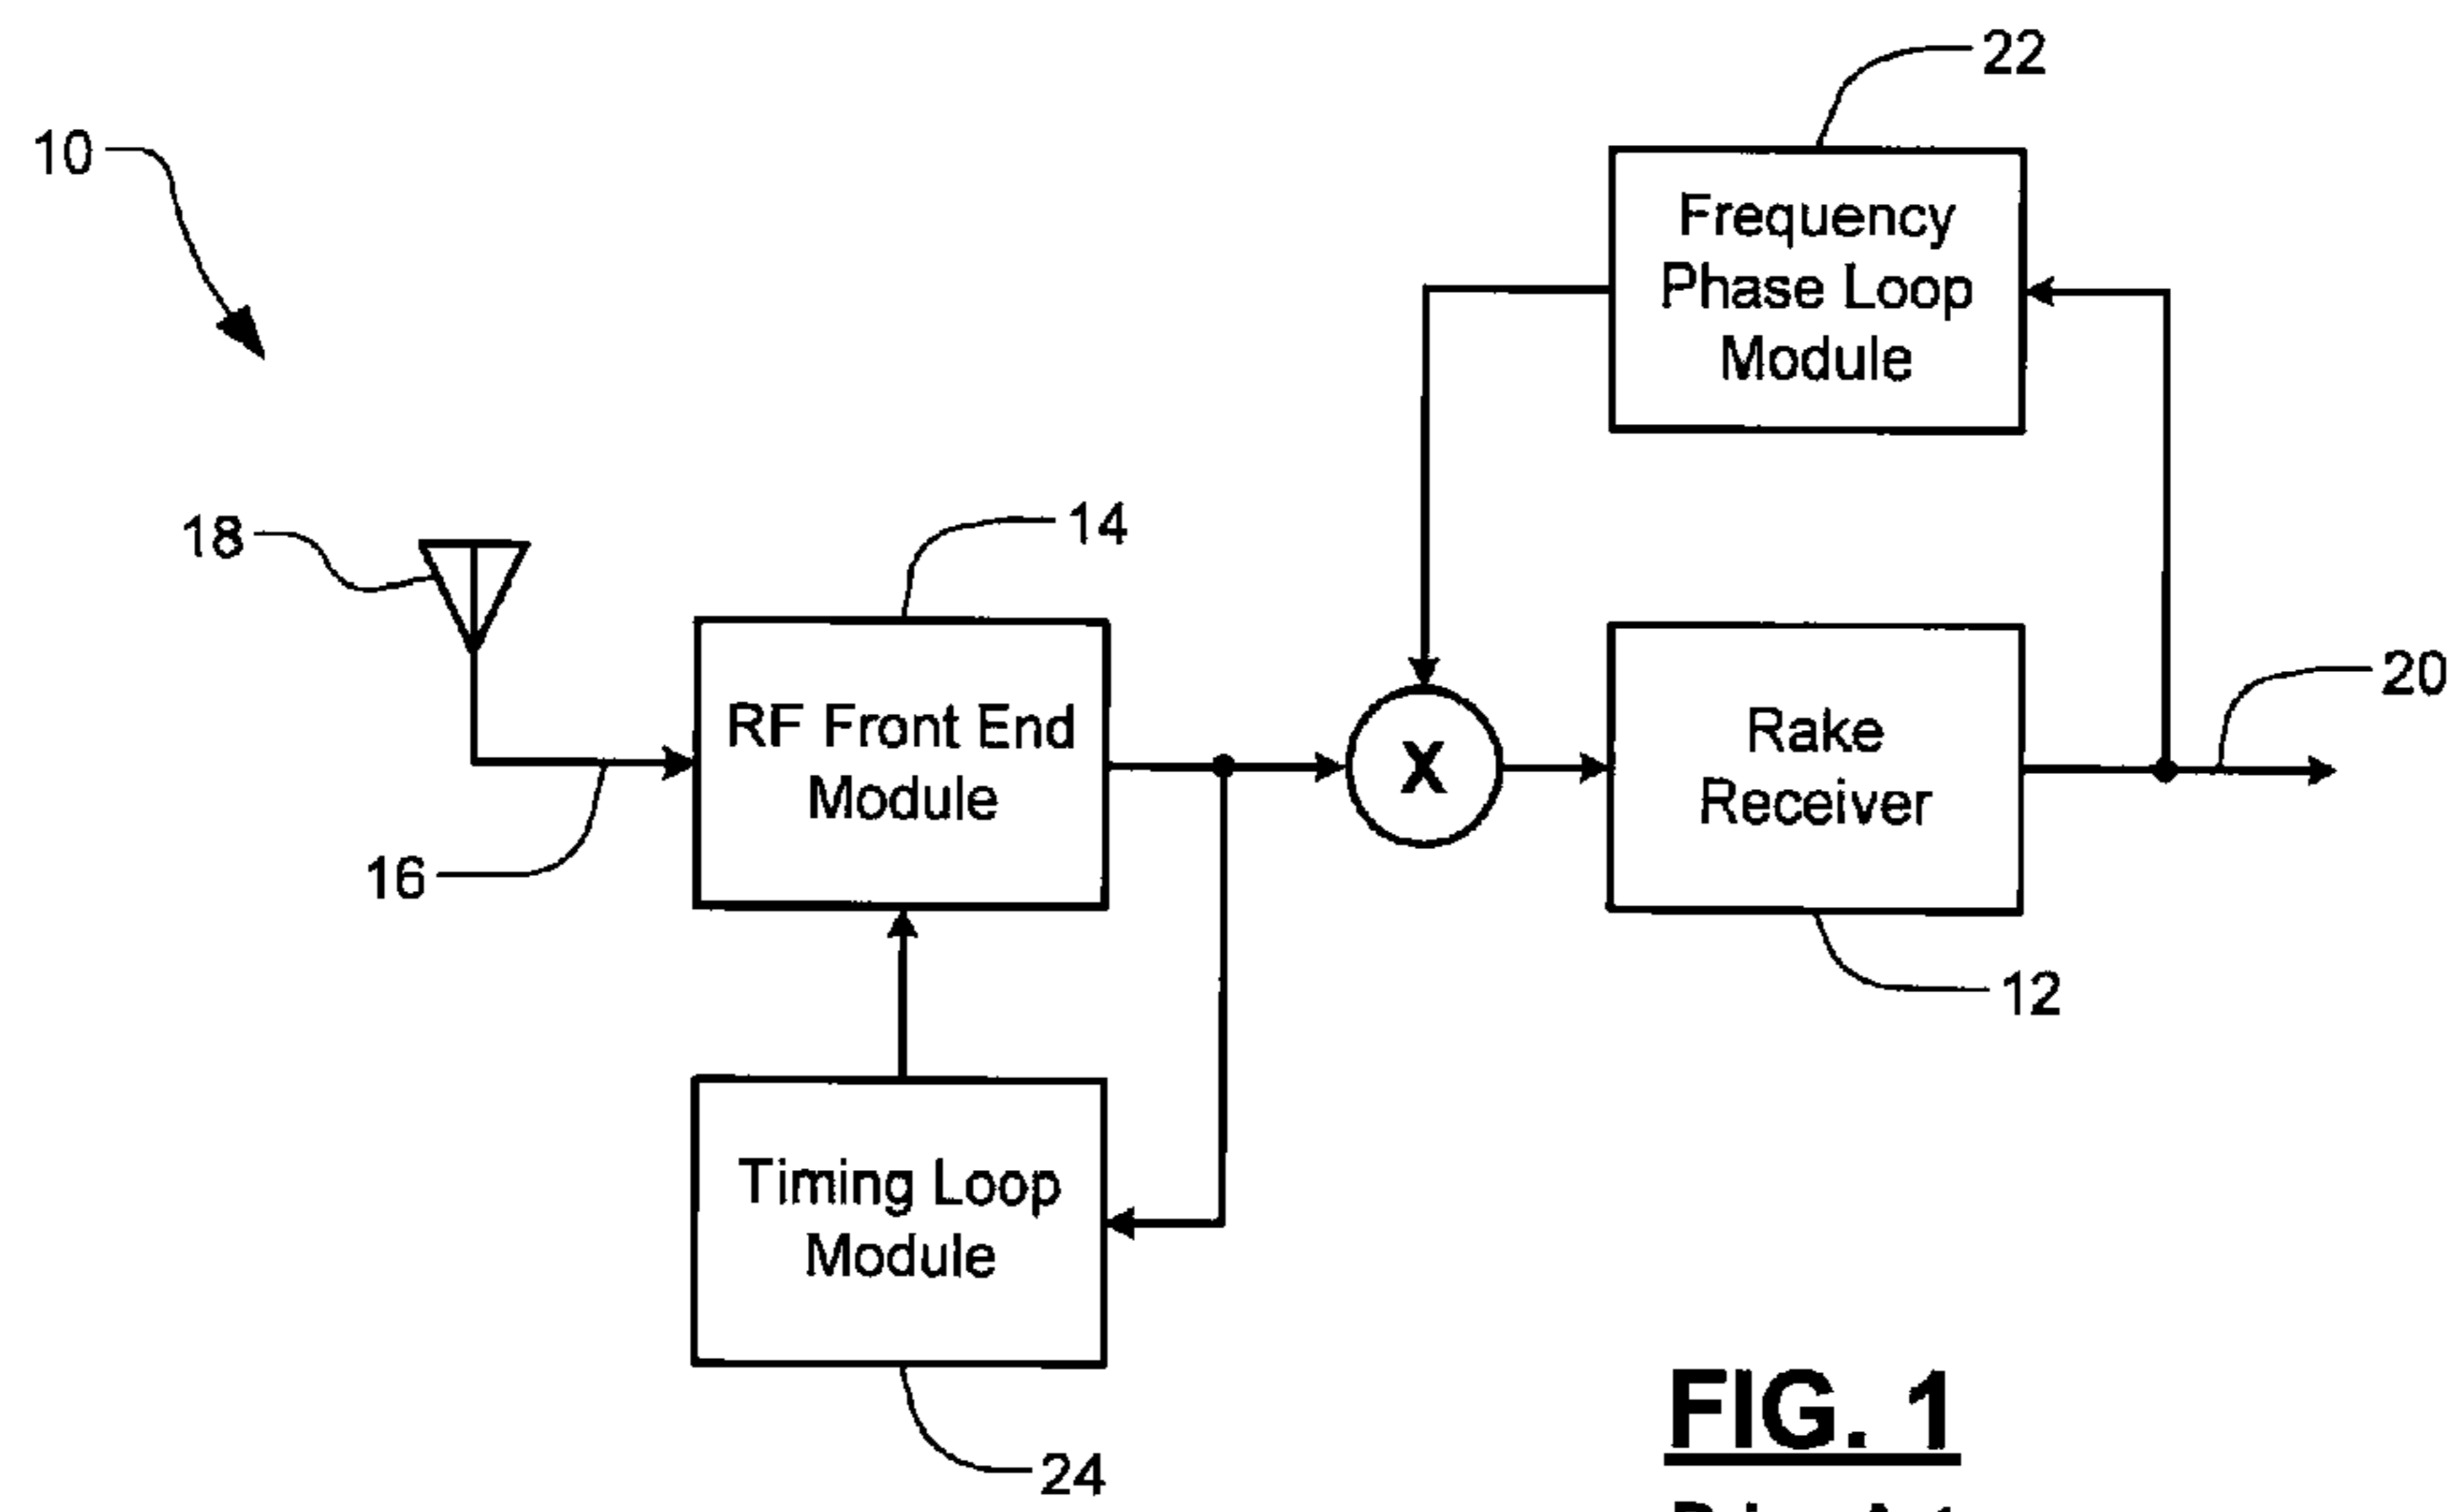 22
10
Frequency
Phase Loop
Module
18
14
RF Front End
Module
X
Rake
Receiver
20
16
12
Timing Loop
Module
24
FIG. 1